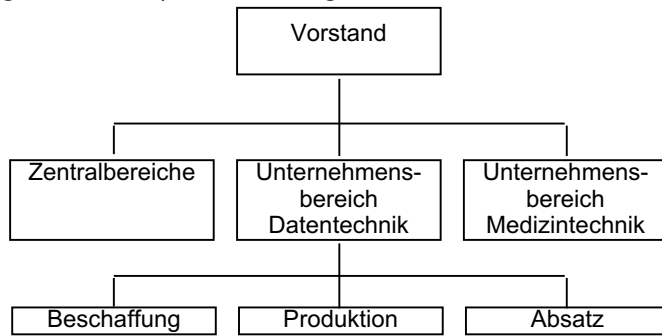 Vorstand
Zentralbereiche
Unternehmens-
bereich
Datentechnik
Unternehmens-
bereich
Medizintechnik
Beschaffung
Produktion
Absatz